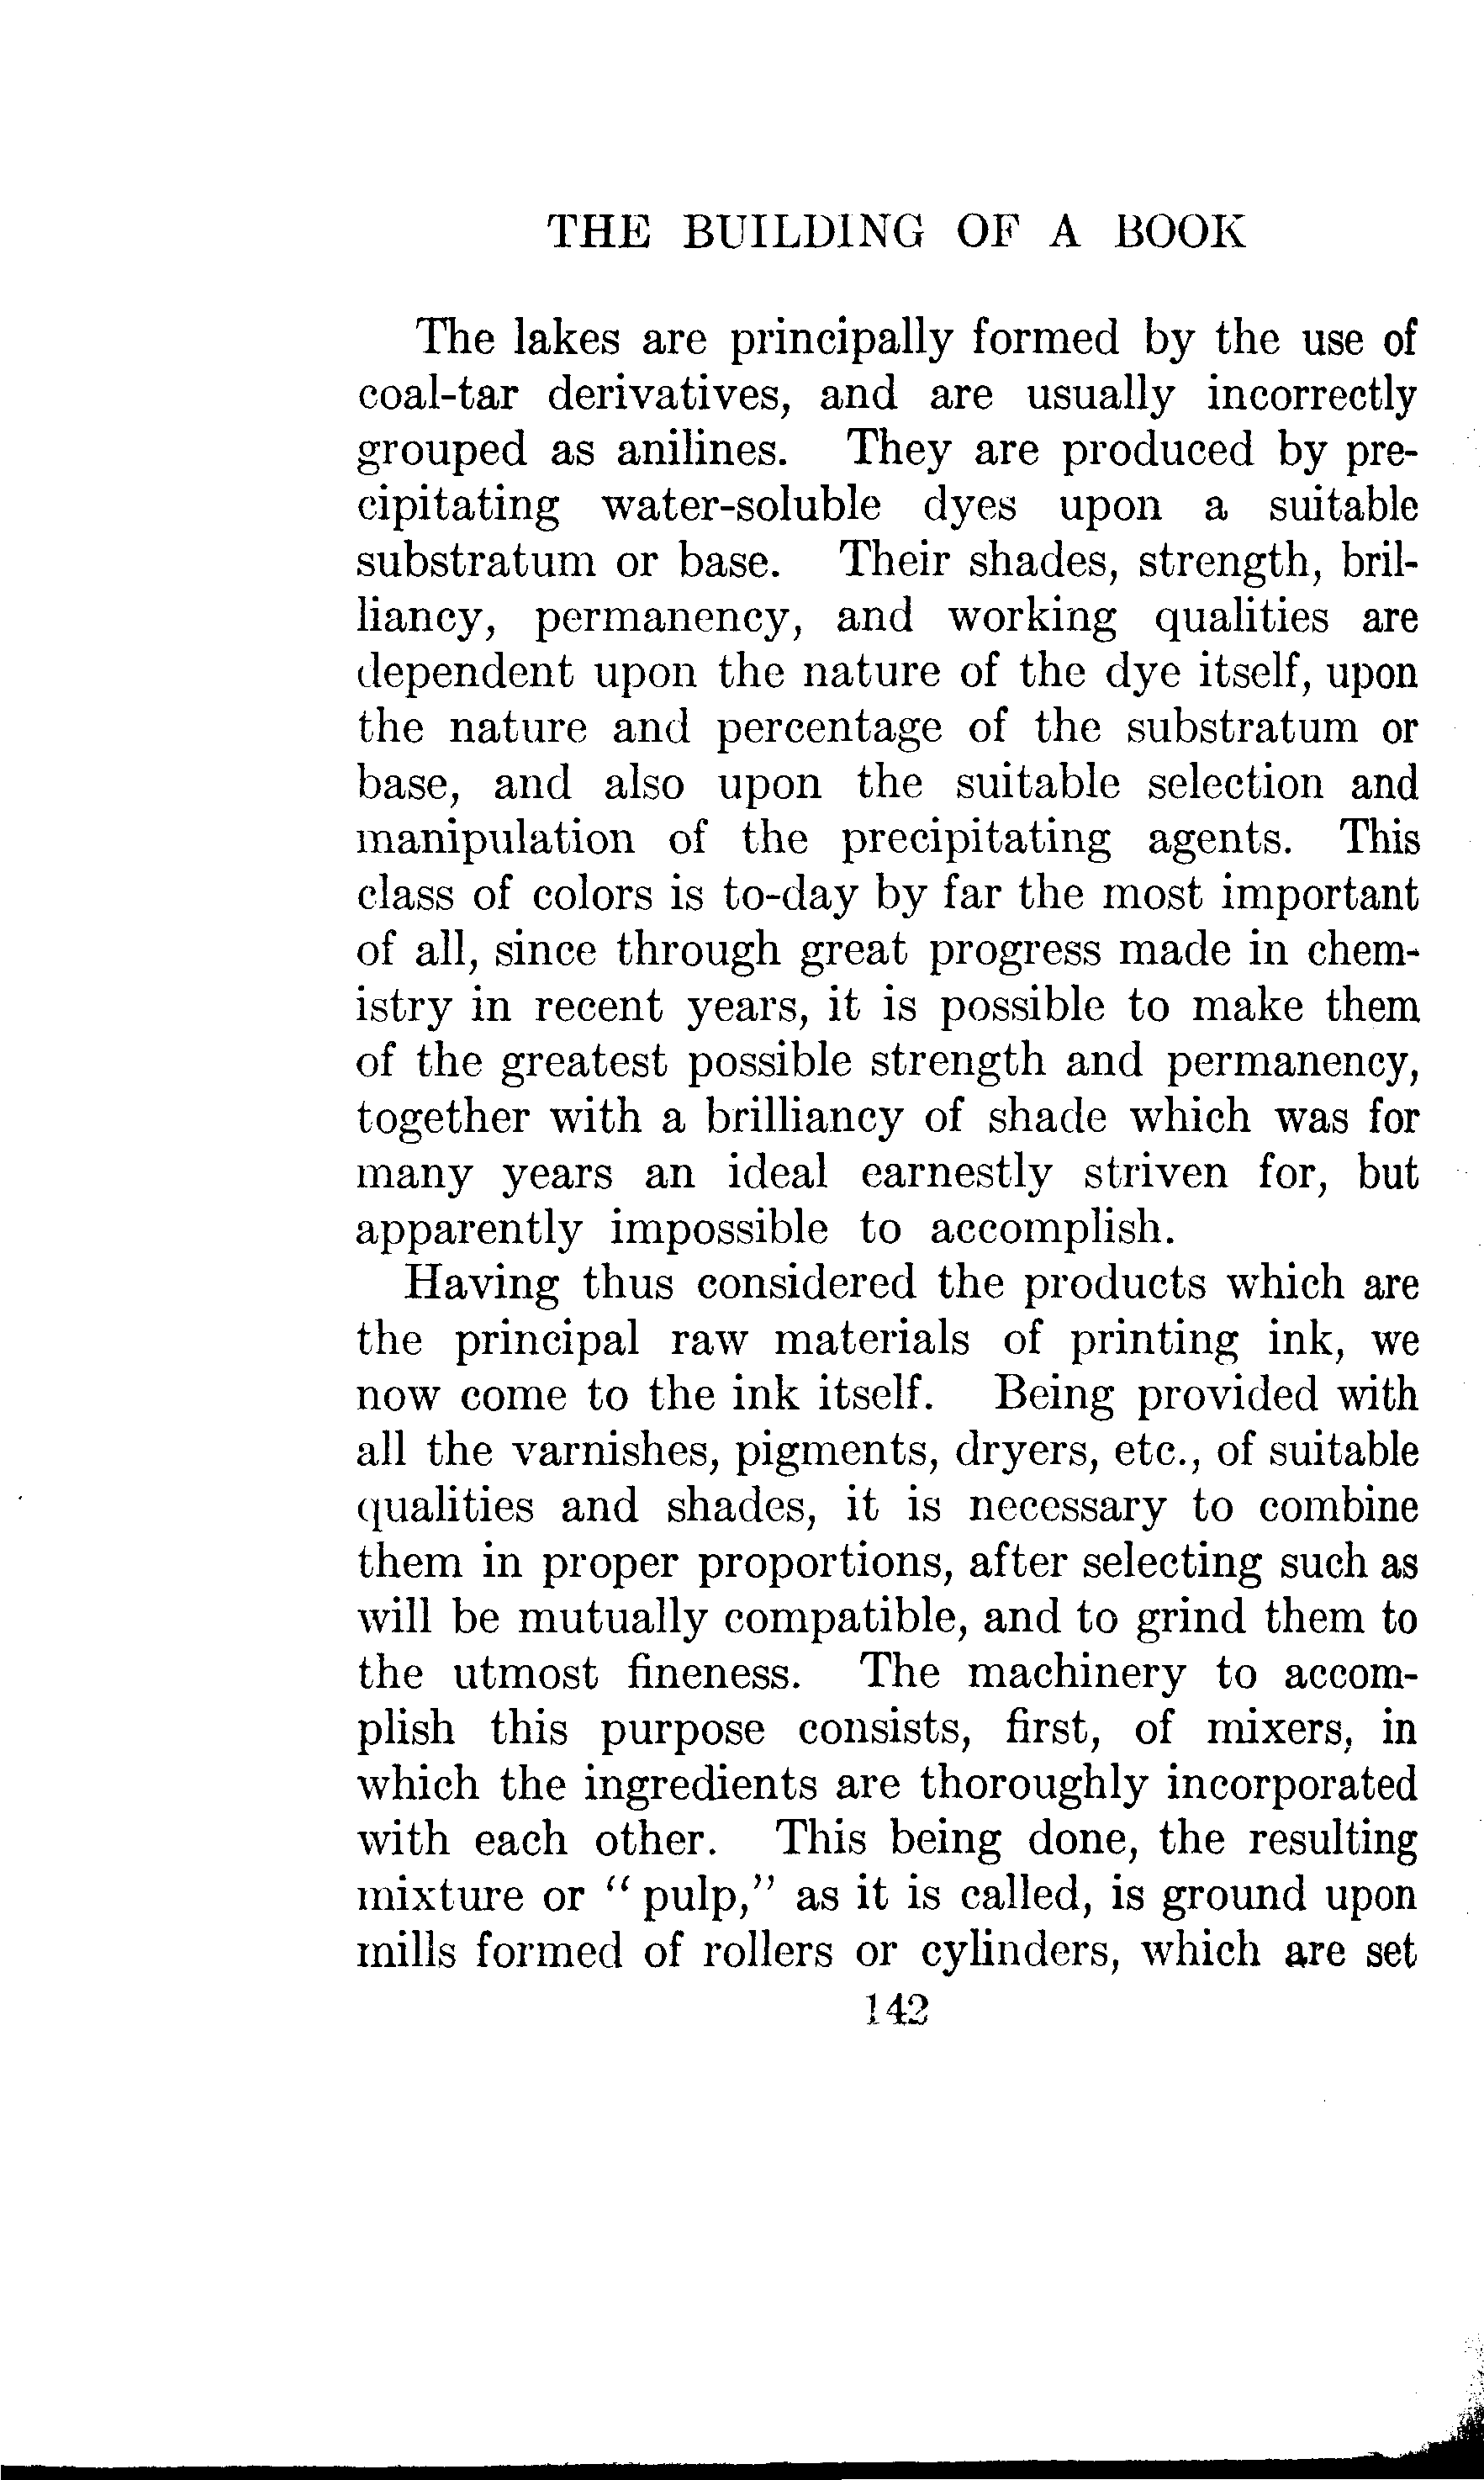 THE BUILDING OF A BOOK
The lakes are principally formed by the use of
coal-tar derivatives, and are usually incorrectly
grouped as anilines. They are produced by pre-
cipitating water-soluble dyes upon a suitable
substratum or base. Their shades, strength, bril-
liancy, permanency, and working qualities are
dependent upon the nature of the dye itself, upon
the nature and percentage of the substratum or
base, and also upon the suitable selection and
manipulation of the precipitating agents. This
class of colors is to-day by far the most important
of all, since through great progress made in chem-
istry in recent years, it is possible to make them
of the greatest possible strength and permanency,
together with a brilliancy of shade which was for
many years an ideal earnestly striven for, but
apparently impossible to accomplish.
Having thus considered the products which are
the principal raw materials of printing ink, we
now come to the ink itself. Being provided with
all the varnishes, pigments, dryers, etc., of suitable
qualities and shades, it is necessary to combine
them in proper proportions, after selecting such as
will be mutually compatible, and to grind them to
the utmost fineness. The machinery to accom-
plish this purpose consists, first, of mixers, in
which the ingredients are thoroughly incorporated
with each other. This being done, the resulting
mixture or “ pulp,” as it is called, is ground upon
mills formed of rollers or cylinders, which are set
142